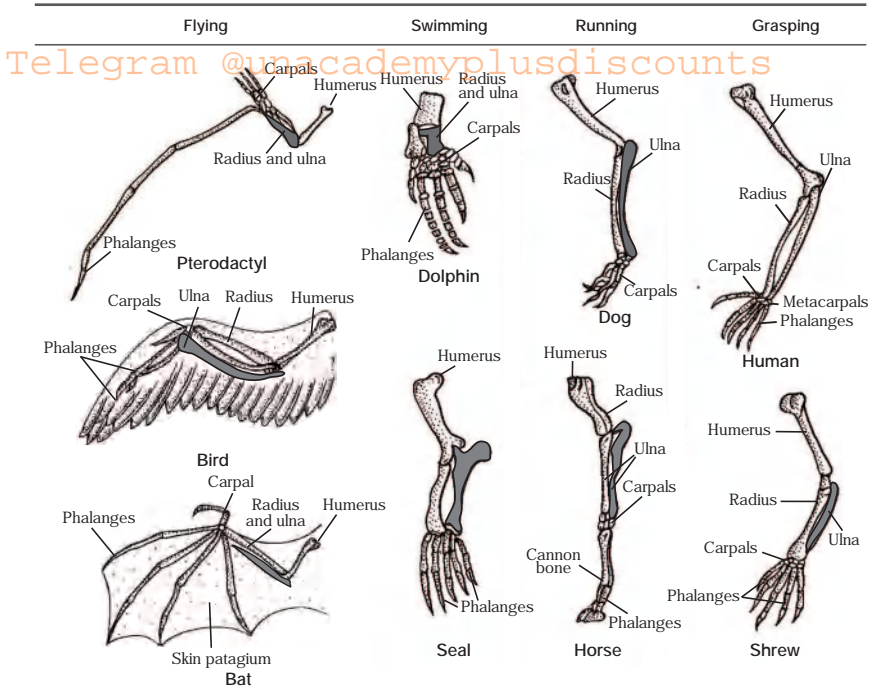 Flying Swimming Running Grasping
Telegram @unacademyplusdiscounts
Carpals
Humerus
Radius and ulna
Phalanges
Pterodactyl
Humerus
Radius
and ulna
Carpals
Phalanges
Dolphin
Humerus
Ulna
Radius
Carpals
Dog
Humerus
Ulna
Radius
Carpals
Metacarpals
Phalanges
Human
Carpals
Ulna
Radius
Humerus
Phalanges
Bird
Humerus
Phalanges
Seal
Humerus
Radius
Ulna
Carpals
Cannon
bone
Phalanges
Horse
Humerus
Radius
Ulna
Carpals
Phalanges
Shrew
Carpal
Radius
and ulna
Humerus
Phalanges
Skin patagium
Bat